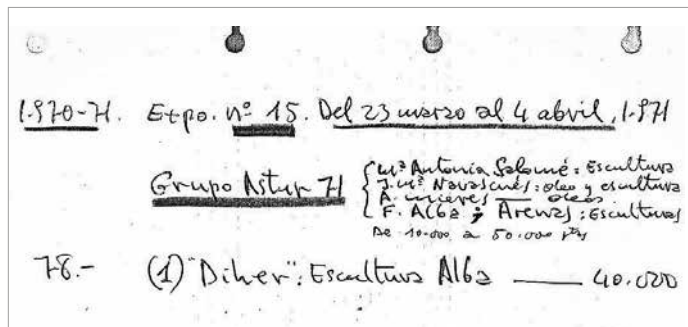 1.970-71. Expo. nº 15. Del 23 marzo al 4 abril, 1.971
Grupo Astur 71
Mª Antonia Salomé: Escultura
J. Mª Navascués: oleo y escultura
A. Mieres — oleos
F. Alba y Arenas: Esculturas
De 10.000 a 50.000 ptas
78.- (1) "Diher": Escultura Alba — 40.000